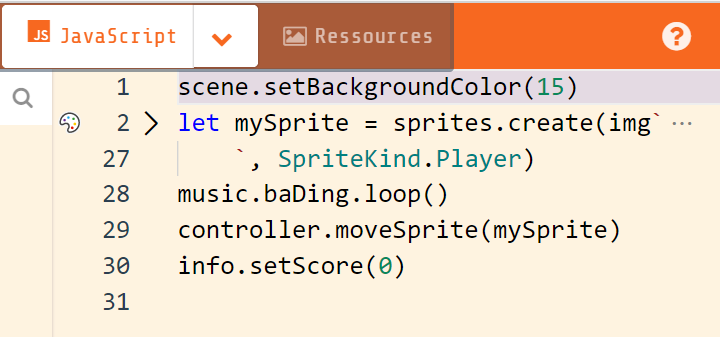 JS JavaScript Ressources ?
1 scene.setBackgroundColor(15)
2 let mySprite = sprites.create(img` ···
27 `, SpriteKind.Player)
28 music.baDing.loop()
29 controller.moveSprite(mySprite)
30 info.setScore(0)
31